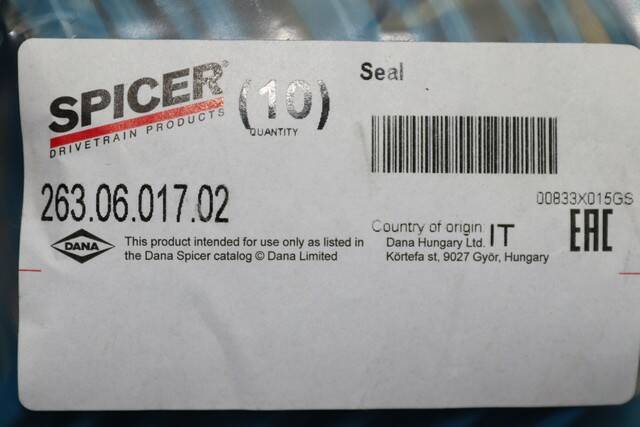 SPICER®
DRIVETRAIN PRODUCTS
(10)
QUANTITY
Seal
263.06.017.02
00833X015GS
DANA
This product intended for use only as listed in
the Dana Spicer catalog © Dana Limited
Country of origin IT
Dana Hungary Ltd.
Körtefa st, 9027 Györ, Hungary
EAC